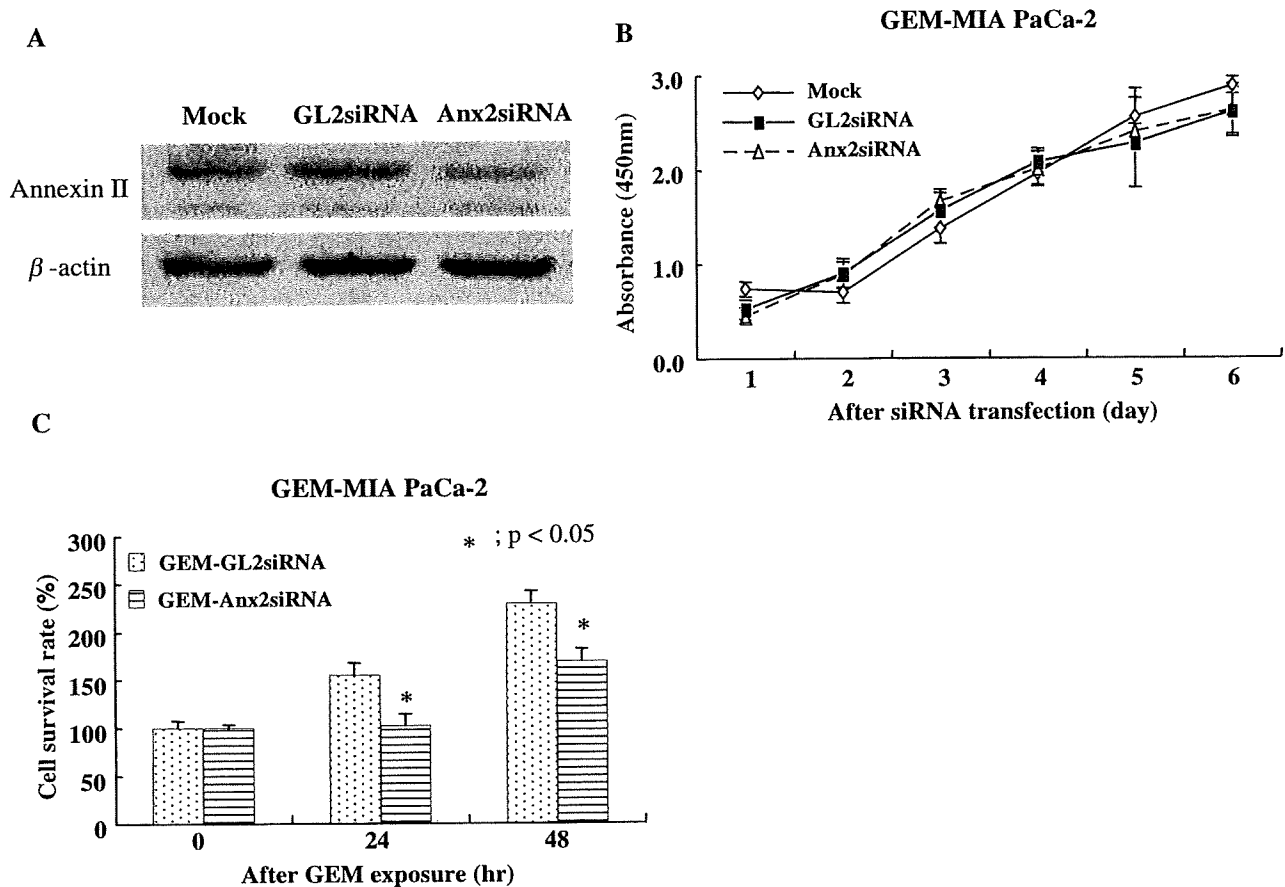 A
Mock GL2siRNA Anx2siRNA
Annexin II
β-actin
B
GEM-MIA PaCa-2
3.0
2.0
1.0
0.0
Absorbance (450nm)
Mock
GL2siRNA
Anx2siRNA
1 2 3 4 5 6
After siRNA transfection (day)
C
GEM-MIA PaCa-2
* ; p < 0.05
300
250
200
150
100
50
0
Cell survival rate (%)
GEM-GL2siRNA
GEM-Anx2siRNA
*
*
0 24 48
After GEM exposure (hr)